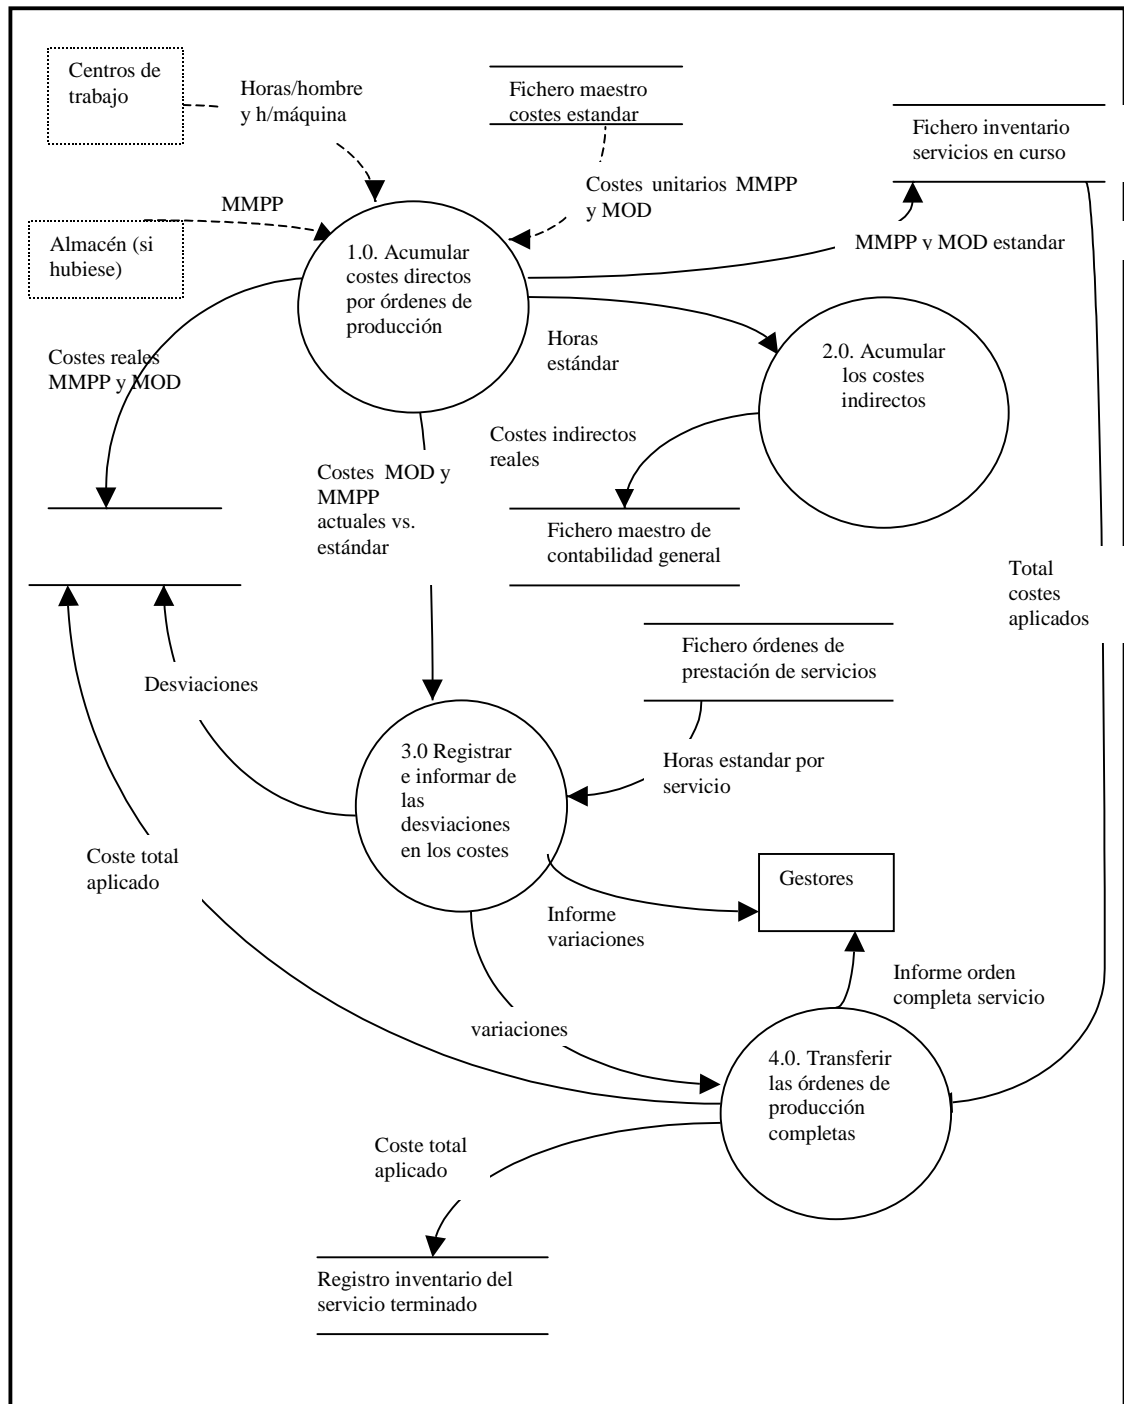 Centros de
trabajo
Horas/hombre
y h/máquina
Fichero maestro
costes estandar
Fichero inventario
servicios en curso
MMPP
Costes unitarios MMPP
y MOD
Almacén (si
hubiese)
1.0. Acumular
costes directos
por órdenes de
producción
MMPP y MOD estandar
Costes reales
MMPP y MOD
Horas
estándar
2.0. Acumular
los costes
indirectos
Costes indirectos
reales
Costes MOD y
MMPP
actuales vs.
estándar
Fichero maestro de
contabilidad general
Total
costes
aplicados
Fichero órdenes de
prestación de servicios
Desviaciones
3.0 Registrar
e informar de
las
desviaciones
en los costes
Horas estandar por
servicio
Coste total
aplicado
Gestores
Informe
variaciones
Informe orden
completa servicio
variaciones
4.0. Transferir
las órdenes de
producción
completas
Coste total
aplicado
Registro inventario del
servicio terminado